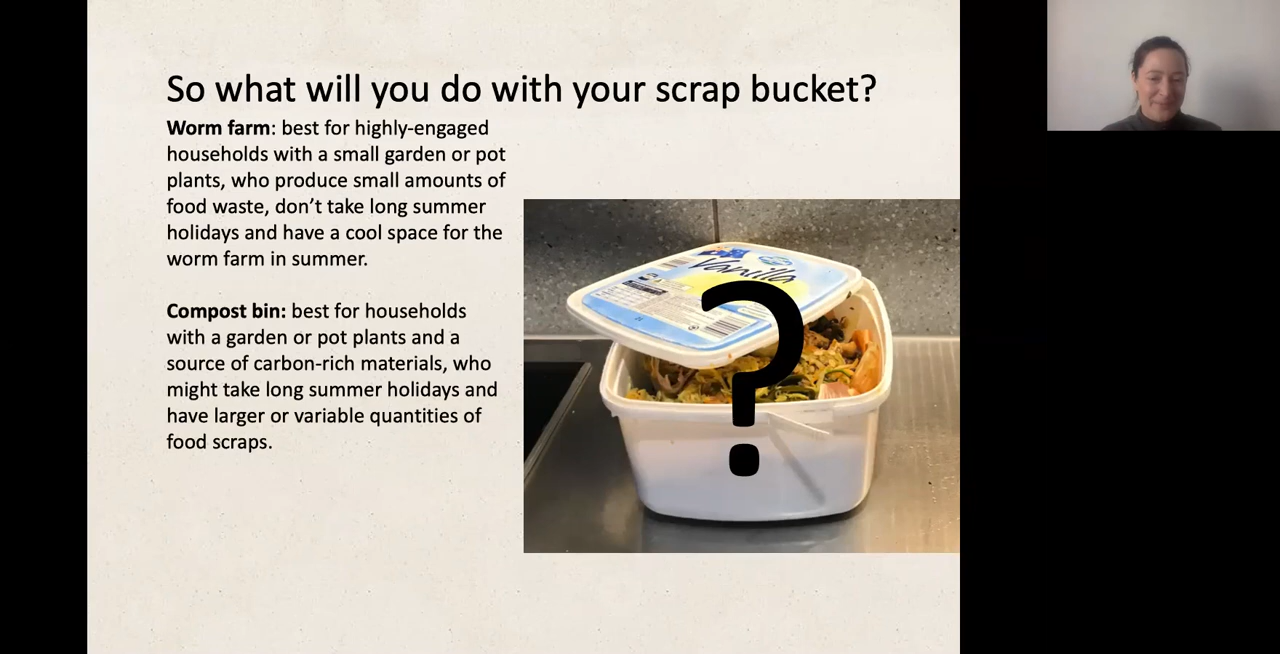 So what will you do with your scrap bucket?
Worm farm: best for highly-engaged
households with a small garden or pot
plants, who produce small amounts of
food waste, don’t take long summer
holidays and have a cool space for the
worm farm in summer.
Compost bin: best for households
with a garden or pot plants and a
source of carbon-rich materials, who
might take long summer holidays and
have larger or variable quantities of
food scraps.
Vanilla
?